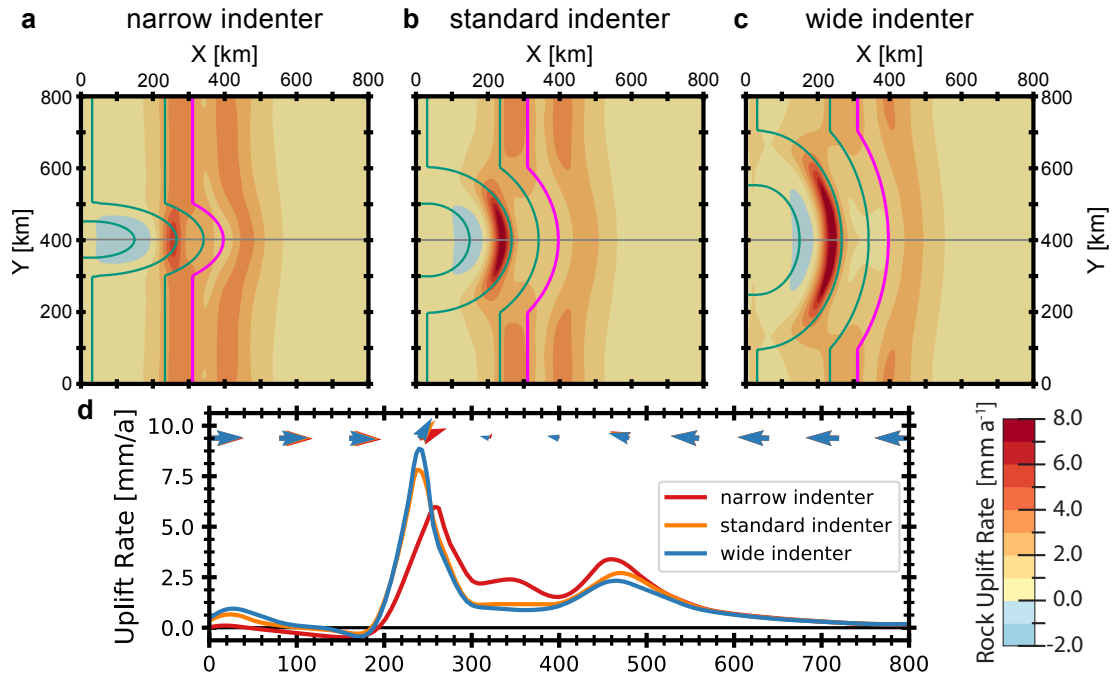 a narrow indenter
b standard indenter
c wide indenter
X [km]
X [km]
X [km]
0 200 400 600 800
0 200 400 600 800
0 200 400 600 800
Y [km]
800
600
400
200
0
800
600
400
200
0
Y [km]
d
Uplift Rate [mm/a]
10.0
7.5
5.0
2.5
0.0
narrow indenter
standard indenter
wide indenter
0 100 200 300 400 500 600 700 800
Rock Uplift Rate [mm a⁻¹]
8.0
6.0
4.0
2.0
0.0
-2.0